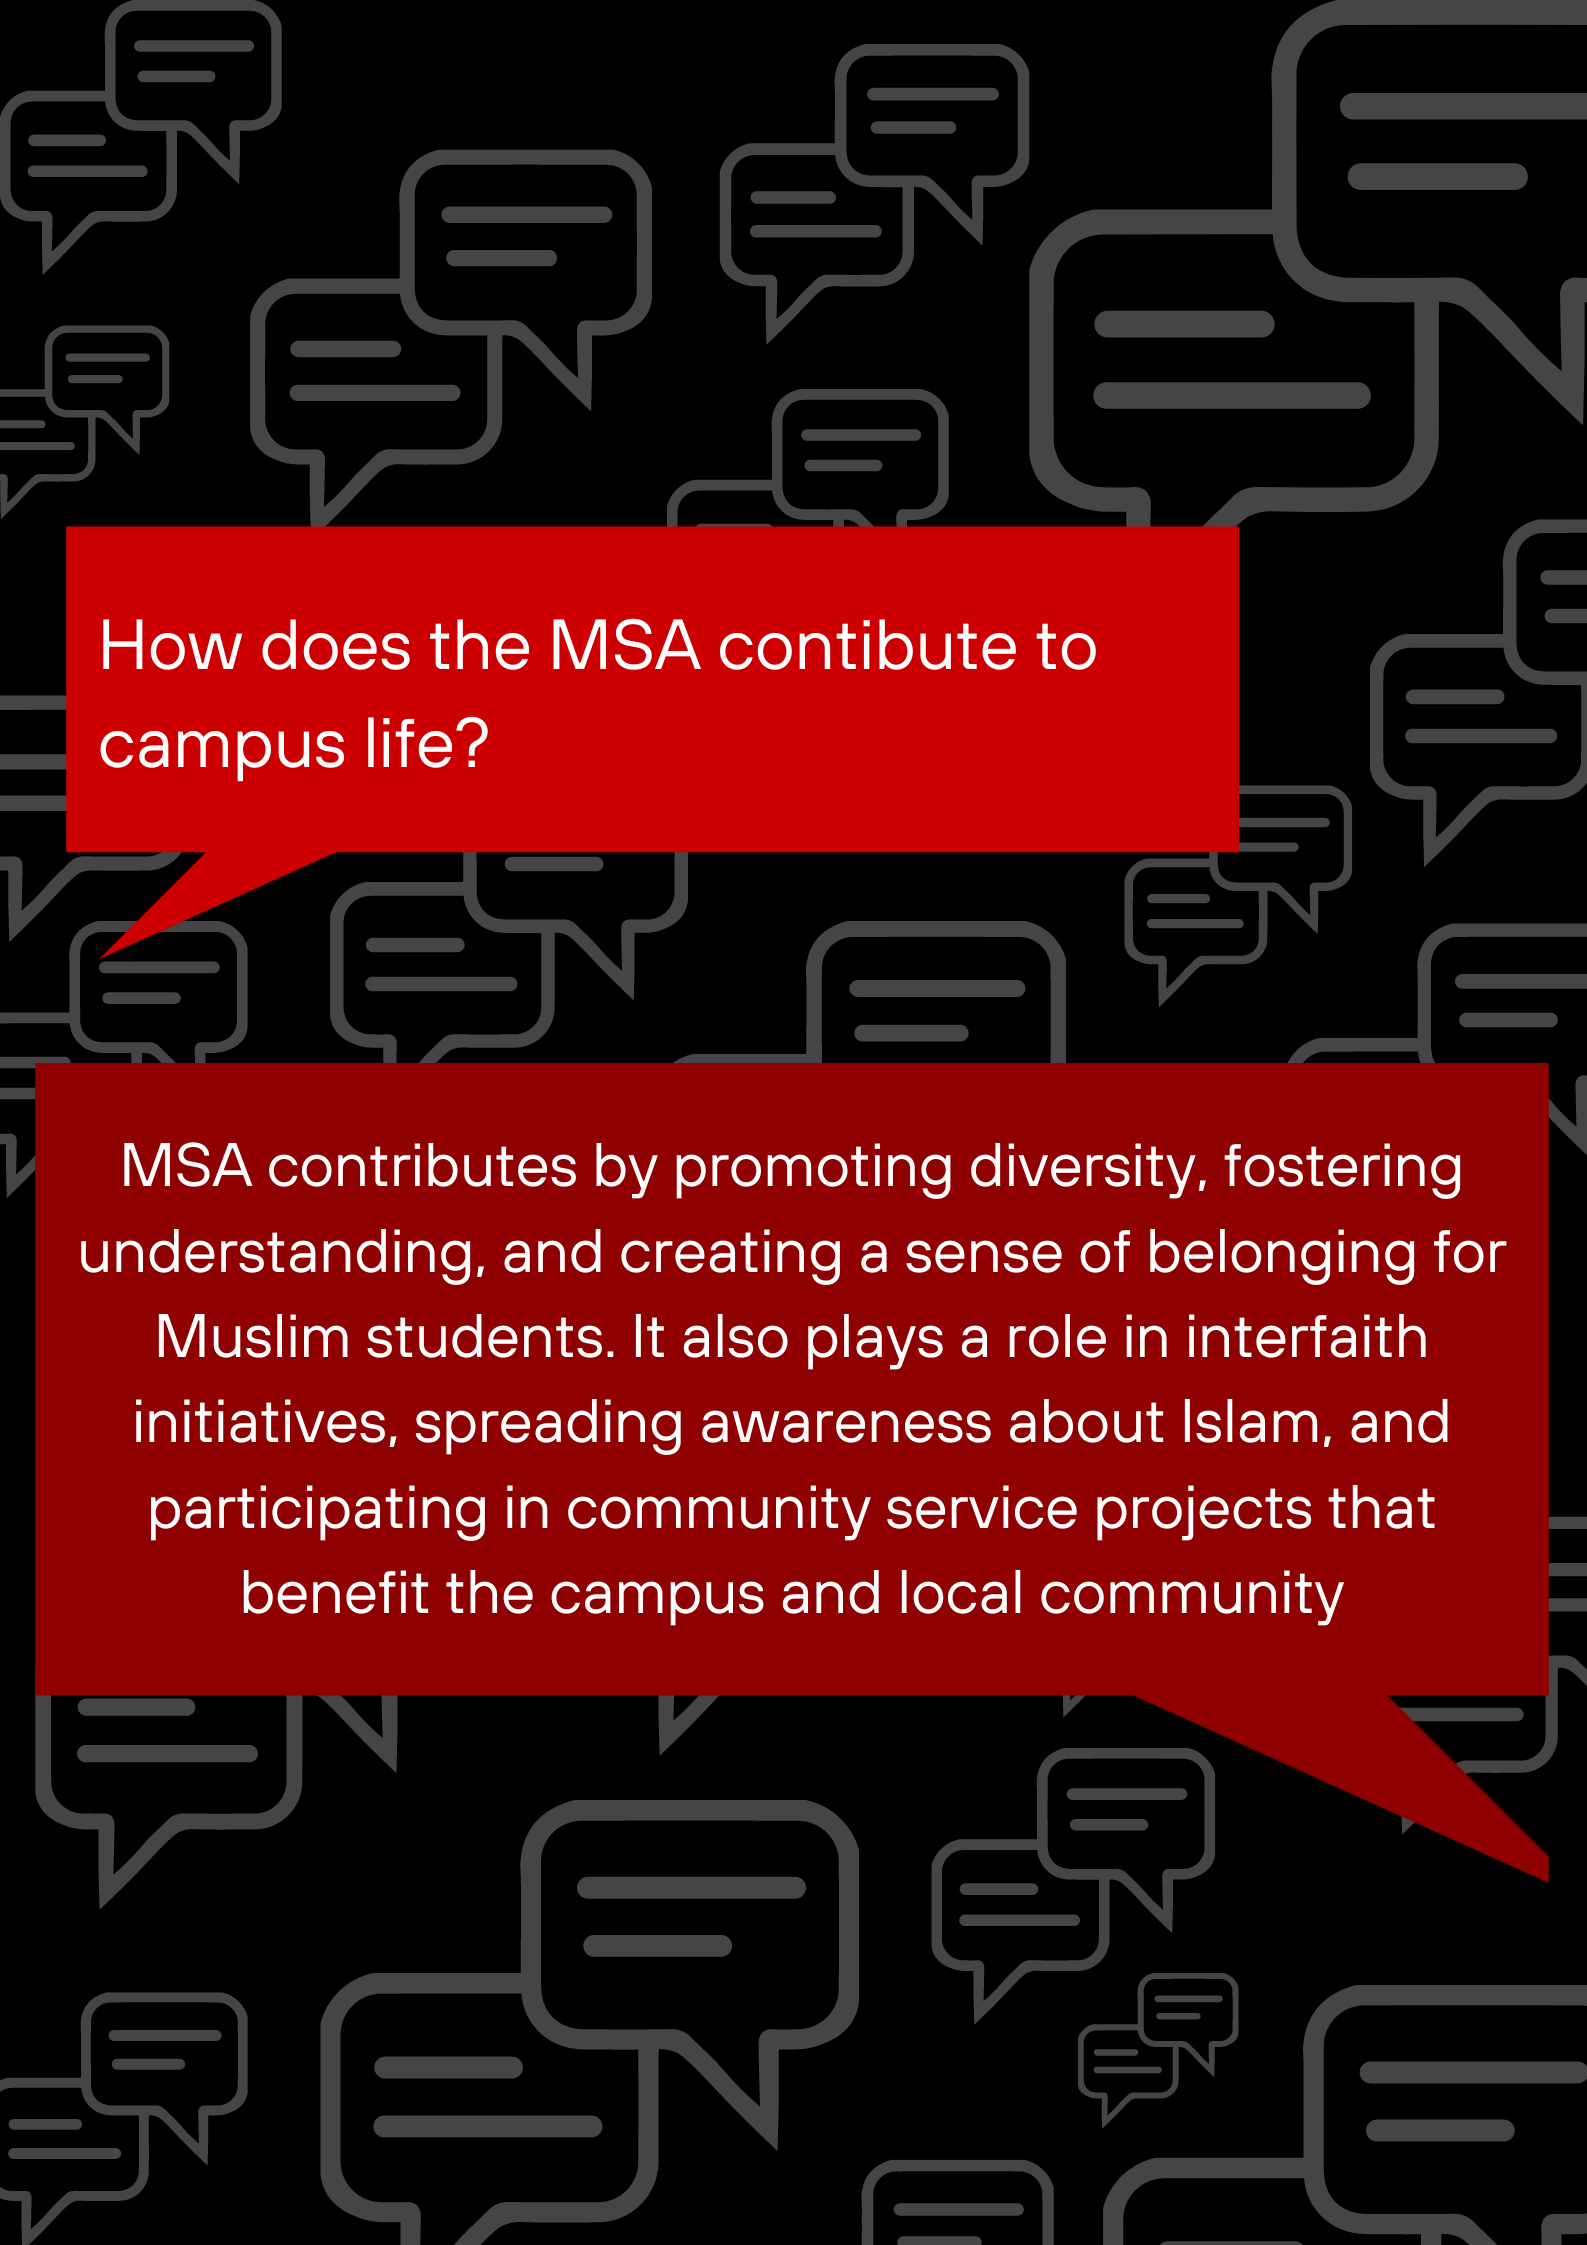 How does the MSA contibute to
campus life?
MSA contributes by promoting diversity, fostering
understanding, and creating a sense of belonging for
Muslim students. It also plays a role in interfaith
initiatives, spreading awareness about Islam, and
participating in community service projects that
benefit the campus and local community